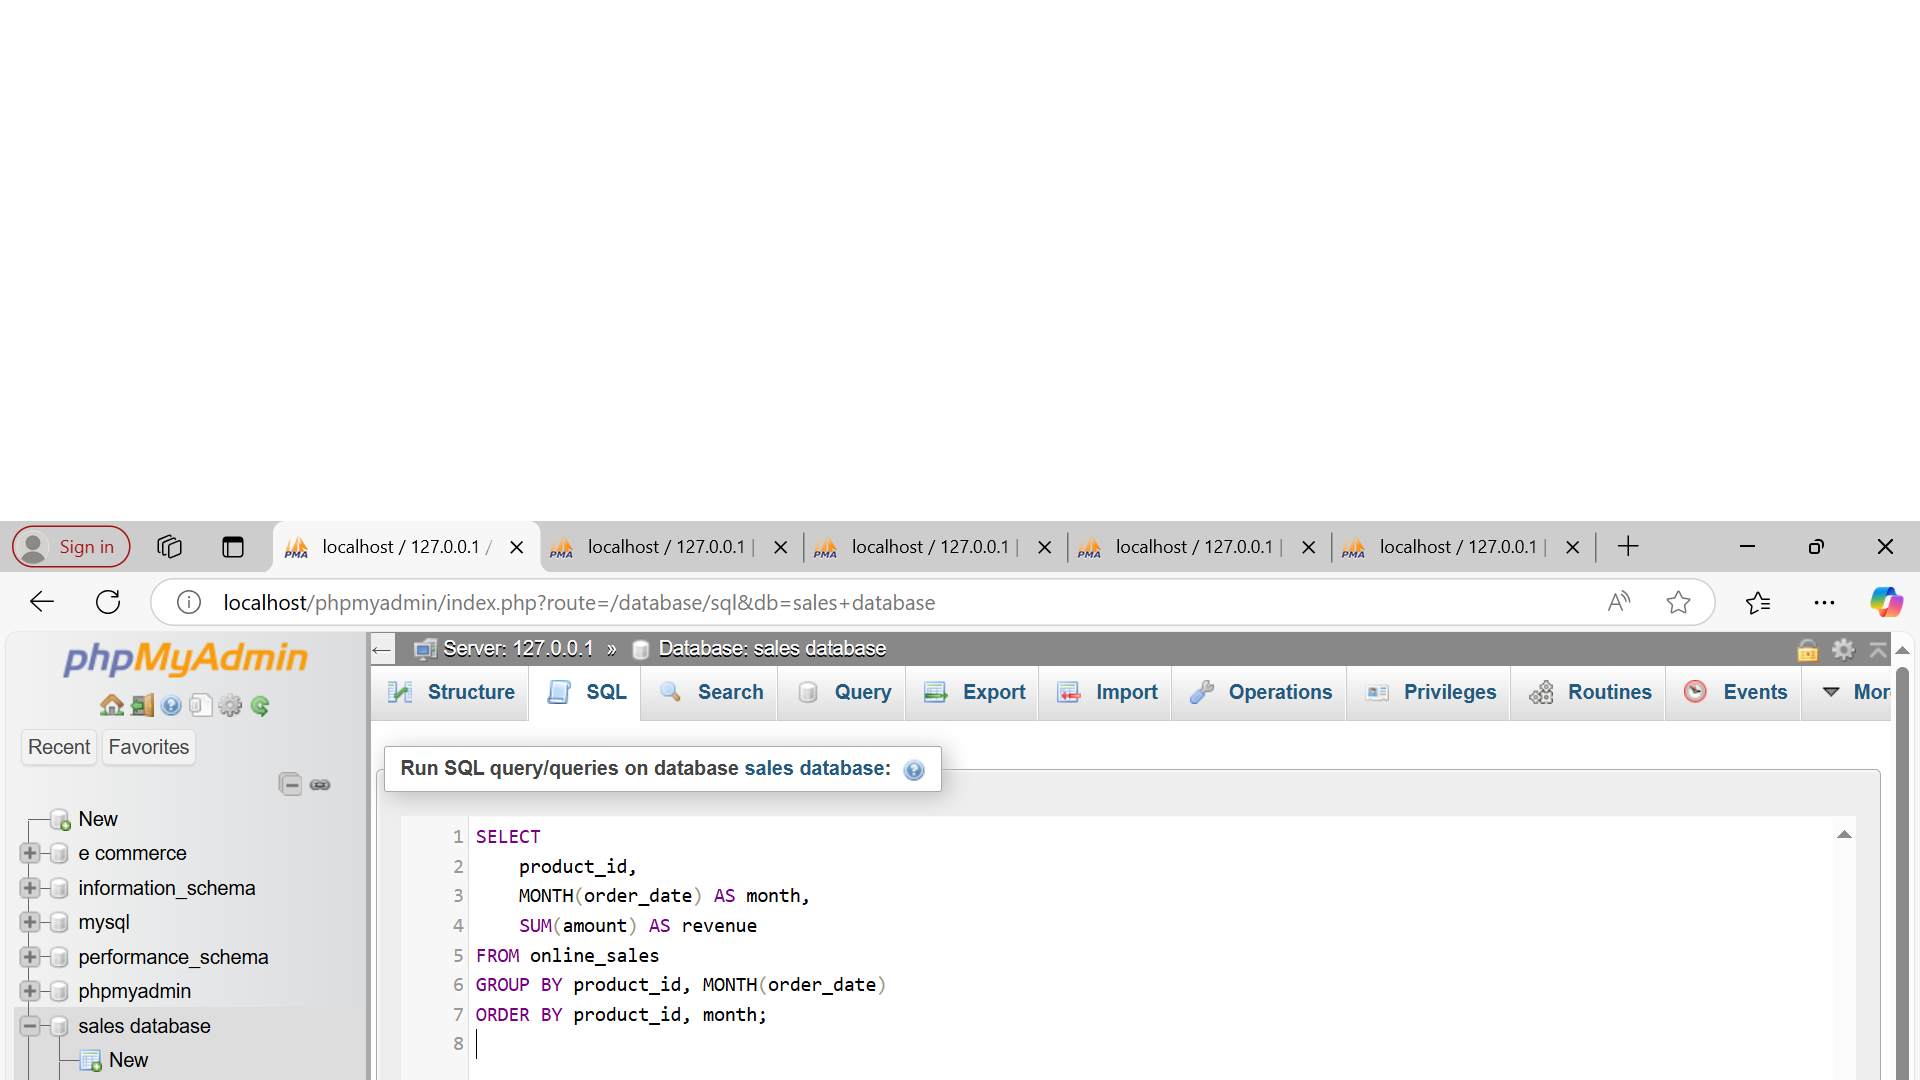 Sign in localhost / 127.0.0.1 / localhost / 127.0.0.1 | localhost / 127.0.0.1 | localhost / 127.0.0.1 | localhost / 127.0.0.1 |
localhost/phpmyadmin/index.php?route=/database/sql&db=sales+database
phpMyAdmin
Recent Favorites
New
e commerce
information_schema
mysql
performance_schema
phpmyadmin
sales database
New
Server: 127.0.0.1 » Database: sales database
Structure SQL Search Query Export Import Operations Privileges Routines Events Mor
Run SQL query/queries on database sales database:
1 SELECT
2 product_id,
3 MONTH(order_date) AS month,
4 SUM(amount) AS revenue
5 FROM online_sales
6 GROUP BY product_id, MONTH(order_date)
7 ORDER BY product_id, month;
8